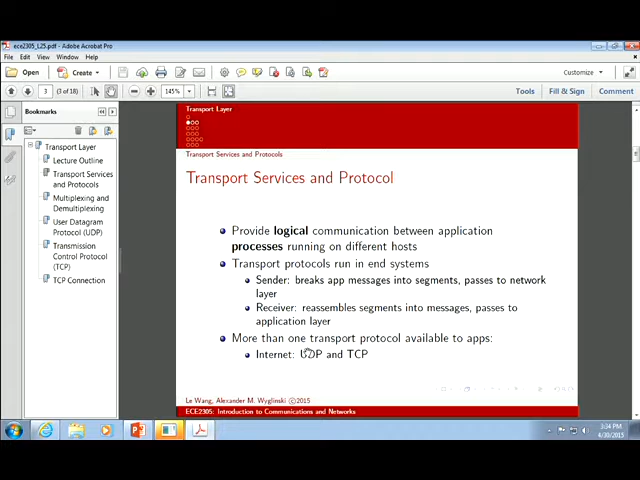 ece2305_L25.pdf - Adobe Acrobat Pro
File Edit View Window Help
Open
Create
Customize
3
(3 of 18)
145%
Tools
Fill & Sign
Comment
Bookmarks
Transport Layer
Lecture Outline
Transport Services
and Protocols
Multiplexing and
Demultiplexing
User Datagram
Protocol (UDP)
Transmission
Control Protocol
(TCP)
TCP Connection
Transport Layer
Transport Services and Protocols
Transport Services and Protocol
Provide logical communication between application
processes running on different hosts
Transport protocols run in end systems
Sender: breaks app messages into segments, passes to network
layer
Receiver: reassembles segments into messages, passes to
application layer
More than one transport protocol available to apps:
Internet: UDP and TCP
Le Wang, Alexander M. Wyglinski ©2015
ECE2305: Introduction to Communications and Networks
3:34 PM
4/30/2015